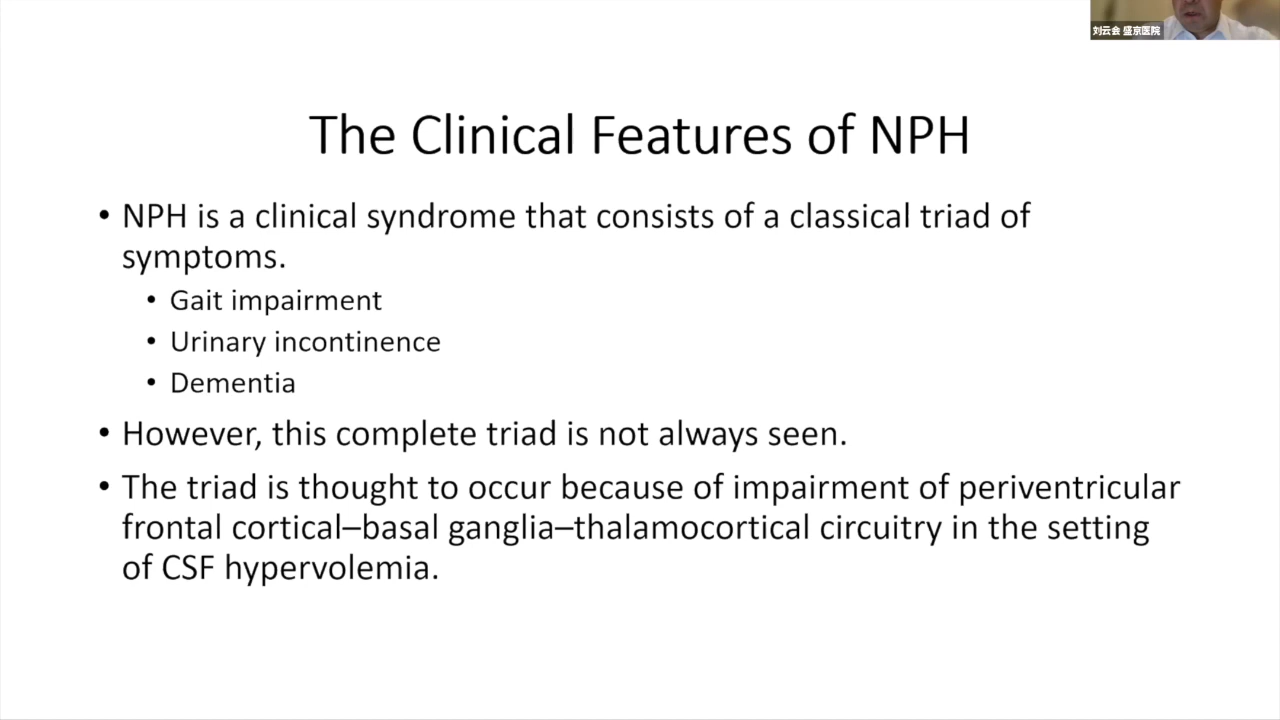 刘云会 盛京医院
The Clinical Features of NPH
• NPH is a clinical syndrome that consists of a classical triad of
symptoms.
• Gait impairment
• Urinary incontinence
• Dementia
• However, this complete triad is not always seen.
• The triad is thought to occur because of impairment of periventricular
frontal cortical–basal ganglia–thalamocortical circuitry in the setting
of CSF hypervolemia.